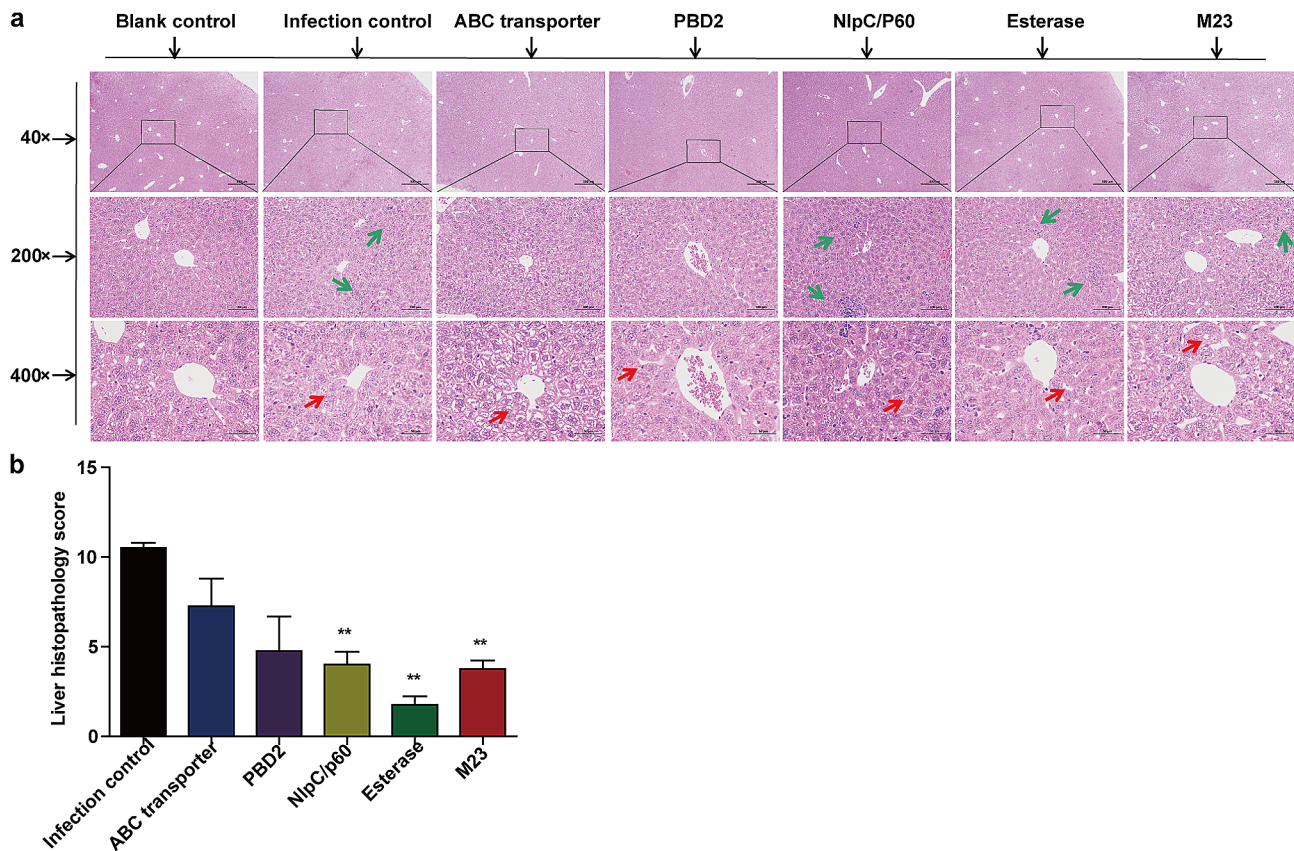 a
Blank control Infection control ABC transporter PBD2 NlpC/P60 Esterase M23
40×
200×
400×
b
Liver histopathology score
15
10
5
0
** ** **
Infection control ABC transporter PBD2 NlpC/p60 Esterase M23